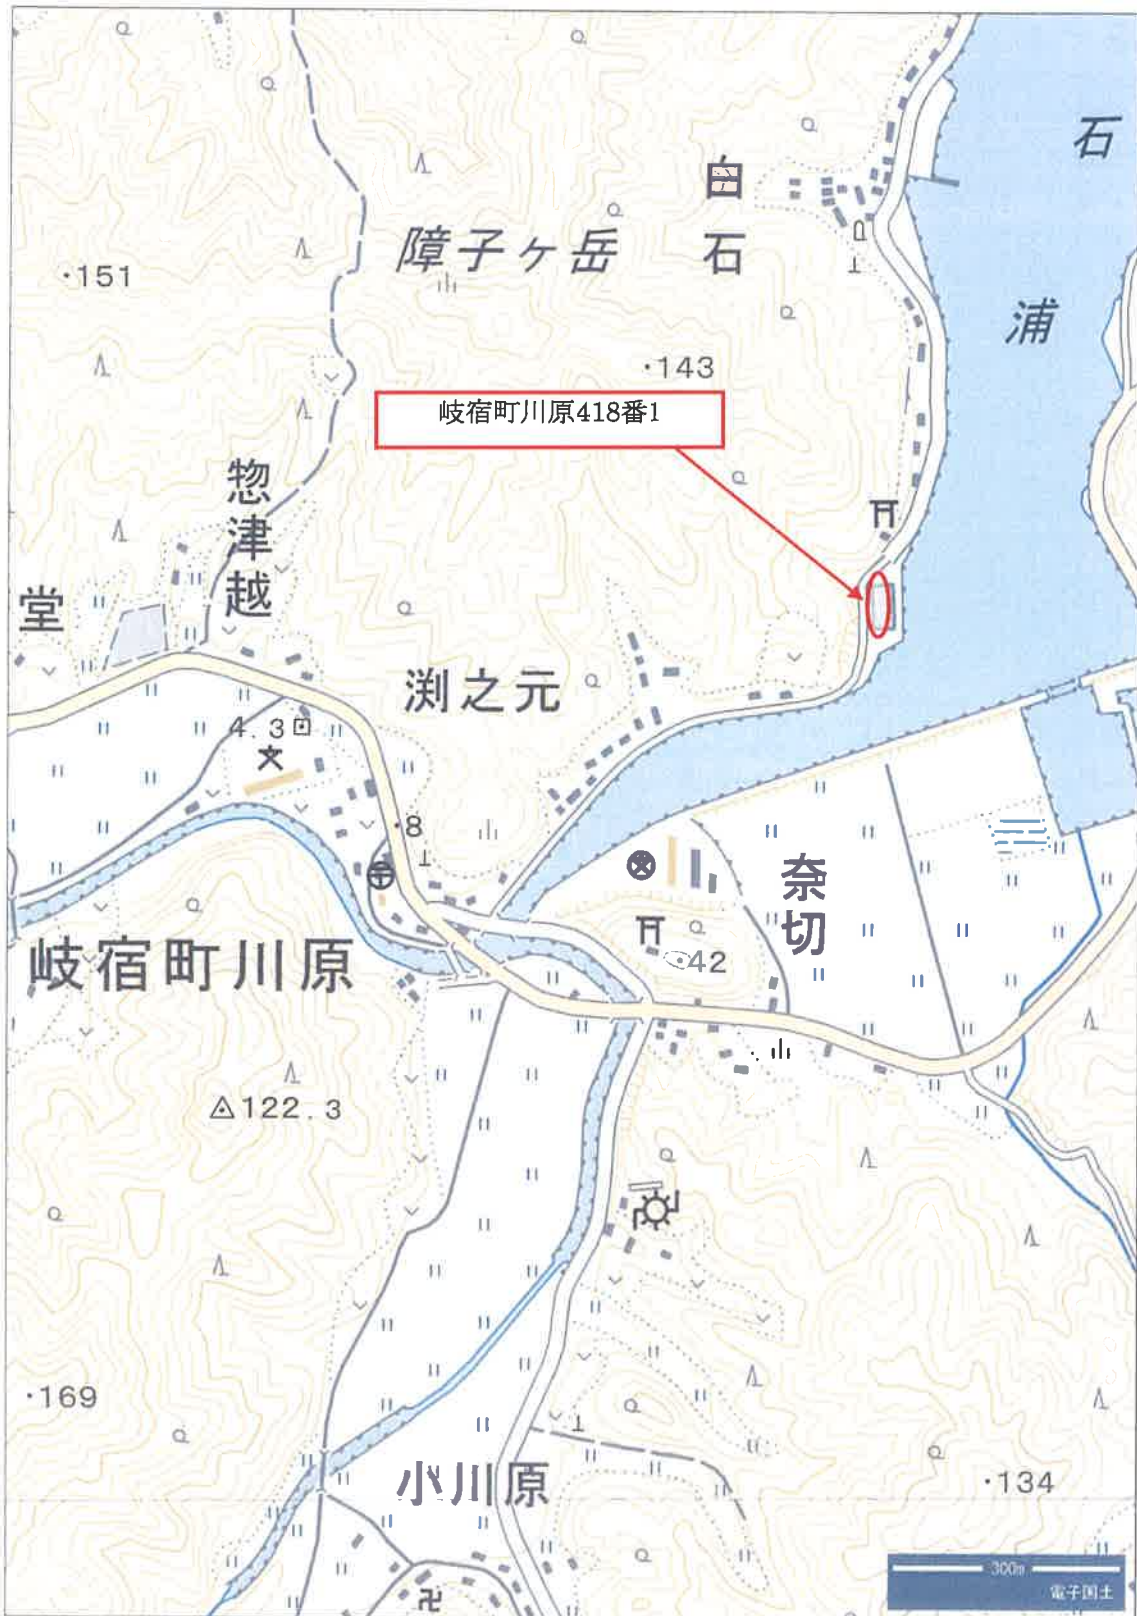 石
白石
障子ヶ岳
・151
浦
・143
岐宿町川原418番1
惣津越
堂
渕之元
4.3
文
・8
奈切
岐宿町川原
42
122.3
・169
小川原
・134
卍
300m
電子国土